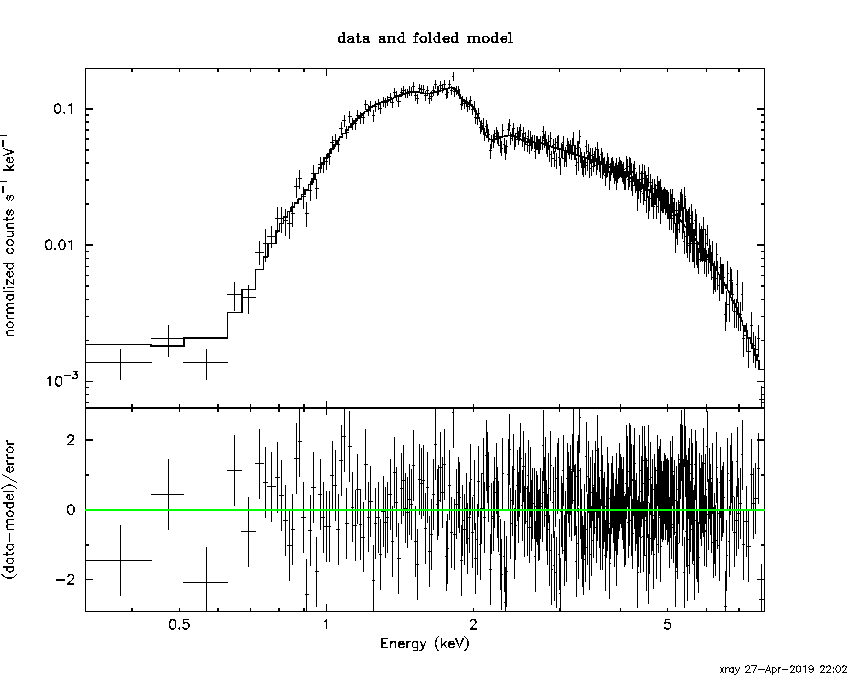 data and folded model
normalized counts s⁻¹ keV⁻¹
0.1
0.01
10⁻³
(data−model)/error
2
0
−2
0.5 1 2 5
Energy (keV)
xray 27−Apr−2019 22:02